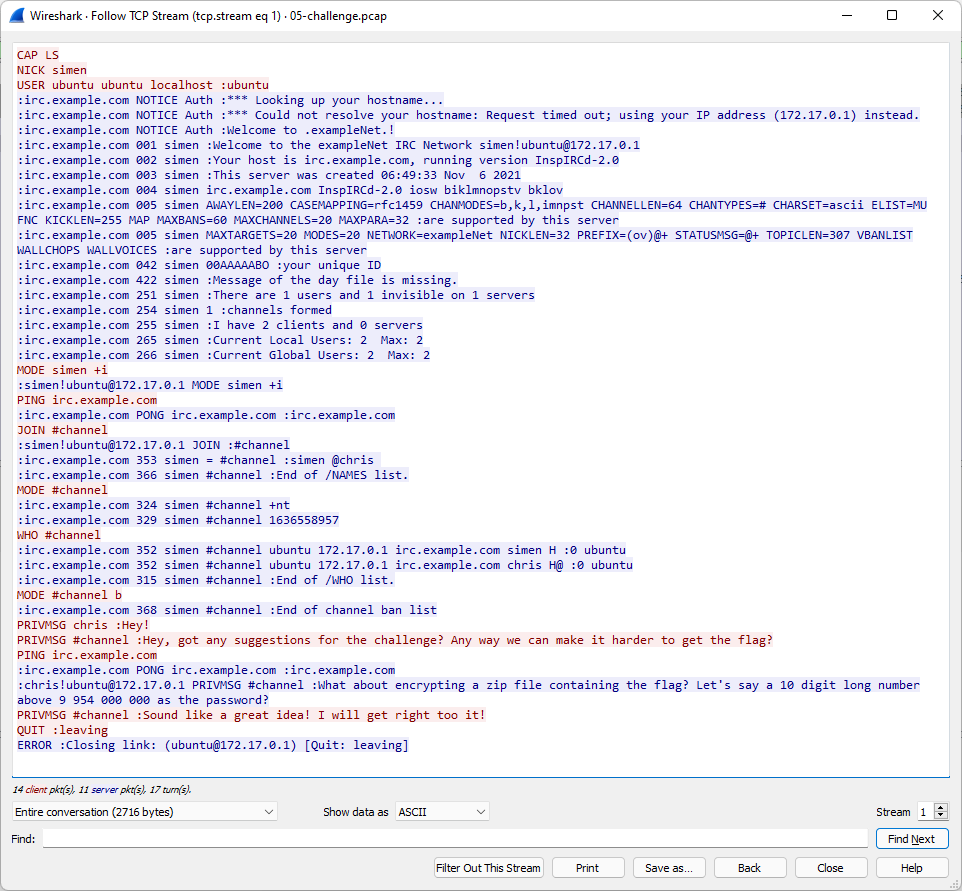 Wireshark · Follow TCP Stream (tcp.stream eq 1) · 05-challenge.pcap
CAP LS
NICK simen
USER ubuntu ubuntu localhost :ubuntu
:irc.example.com NOTICE Auth :*** Looking up your hostname...
:irc.example.com NOTICE Auth :*** Could not resolve your hostname: Request timed out; using your IP address (172.17.0.1) instead.
:irc.example.com NOTICE Auth :Welcome to .exampleNet.!
:irc.example.com 001 simen :Welcome to the exampleNet IRC Network simen!ubuntu@172.17.0.1
:irc.example.com 002 simen :Your host is irc.example.com, running version InspIRCd-2.0
:irc.example.com 003 simen :This server was created 06:49:33 Nov  6 2021
:irc.example.com 004 simen irc.example.com InspIRCd-2.0 iosw biklmnopstv bklov
:irc.example.com 005 simen AWAYLEN=200 CASEMAPPING=rfc1459 CHANMODES=b,k,l,imnpst CHANNELLEN=64 CHANTYPES=# CHARSET=ascii ELIST=MU
FNC KICKLEN=255 MAP MAXBANS=60 MAXCHANNELS=20 MAXPARA=32 :are supported by this server
:irc.example.com 005 simen MAXTARGETS=20 MODES=20 NETWORK=exampleNet NICKLEN=32 PREFIX=(ov)@+ STATUSMSG=@+ TOPICLEN=307 VBANLIST
WALLCHOPS WALLVOICES :are supported by this server
:irc.example.com 042 simen 00AAAAABO :your unique ID
:irc.example.com 422 simen :Message of the day file is missing.
:irc.example.com 251 simen :There are 1 users and 1 invisible on 1 servers
:irc.example.com 254 simen 1 :channels formed
:irc.example.com 255 simen :I have 2 clients and 0 servers
:irc.example.com 265 simen :Current Local Users: 2  Max: 2
:irc.example.com 266 simen :Current Global Users: 2  Max: 2
MODE simen +i
:simen!ubuntu@172.17.0.1 MODE simen +i
PING irc.example.com
:irc.example.com PONG irc.example.com :irc.example.com
JOIN #channel
:simen!ubuntu@172.17.0.1 JOIN :#channel
:irc.example.com 353 simen = #channel :simen @chris
:irc.example.com 366 simen #channel :End of /NAMES list.
MODE #channel
:irc.example.com 324 simen #channel +nt
:irc.example.com 329 simen #channel 1636558957
WHO #channel
:irc.example.com 352 simen #channel ubuntu 172.17.0.1 irc.example.com simen H :0 ubuntu
:irc.example.com 352 simen #channel ubuntu 172.17.0.1 irc.example.com chris H@ :0 ubuntu
:irc.example.com 315 simen #channel :End of /WHO list.
MODE #channel b
:irc.example.com 368 simen #channel :End of channel ban list
PRIVMSG chris :Hey!
PRIVMSG #channel :Hey, got any suggestions for the challenge? Any way we can make it harder to get the flag?
PING irc.example.com
:irc.example.com PONG irc.example.com :irc.example.com
:chris!ubuntu@172.17.0.1 PRIVMSG #channel :What about encrypting a zip file containing the flag? Let's say a 10 digit long number
above 9 954 000 000 as the password?
PRIVMSG #channel :Sound like a great idea! I will get right too it!
QUIT :leaving
ERROR :Closing link: (ubuntu@172.17.0.1) [Quit: leaving]
14 client pkt(s), 11 server pkt(s), 17 turn(s).
Entire conversation (2716 bytes) Show data as ASCII Stream 1
Find: Find Next
Filter Out This Stream Print Save as... Back Close Help